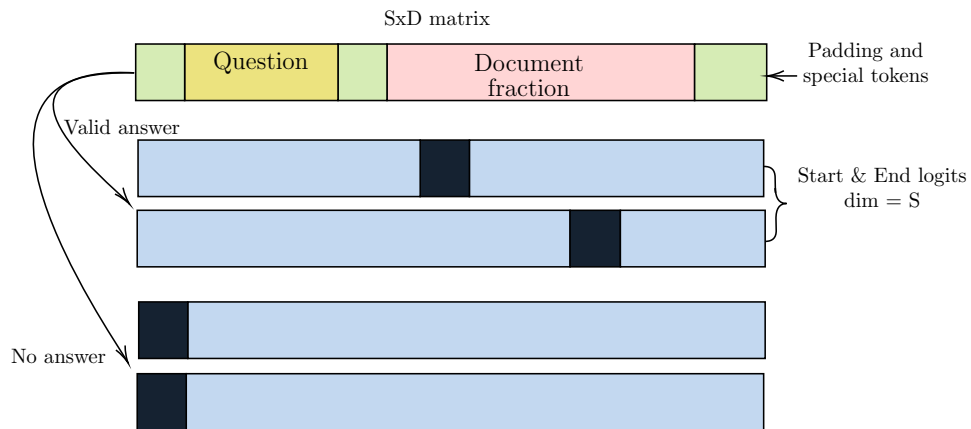 SxD matrix
Question
Document
fraction
Padding and
special tokens
Valid answer
Start & End logits
dim = S
No answer